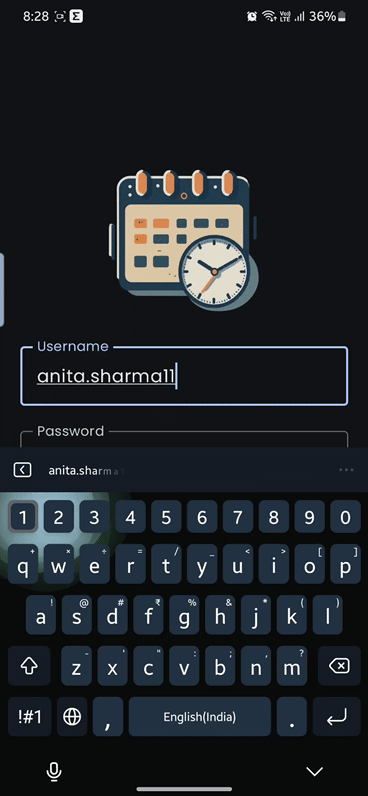 8:28 Σ Vo)) LTE 36%
Username
anita.sharma11
Password
anita.sharma
1 2 3 4 5 6 7 8 9 0
+ × ÷ = / _ < > [ ]
q w e r t y u i o p
! @ # ₹ % & * ( )
a s d f g h j k l
- ' " : ; , ?
z x c v b n m
!#1 , English(India) .